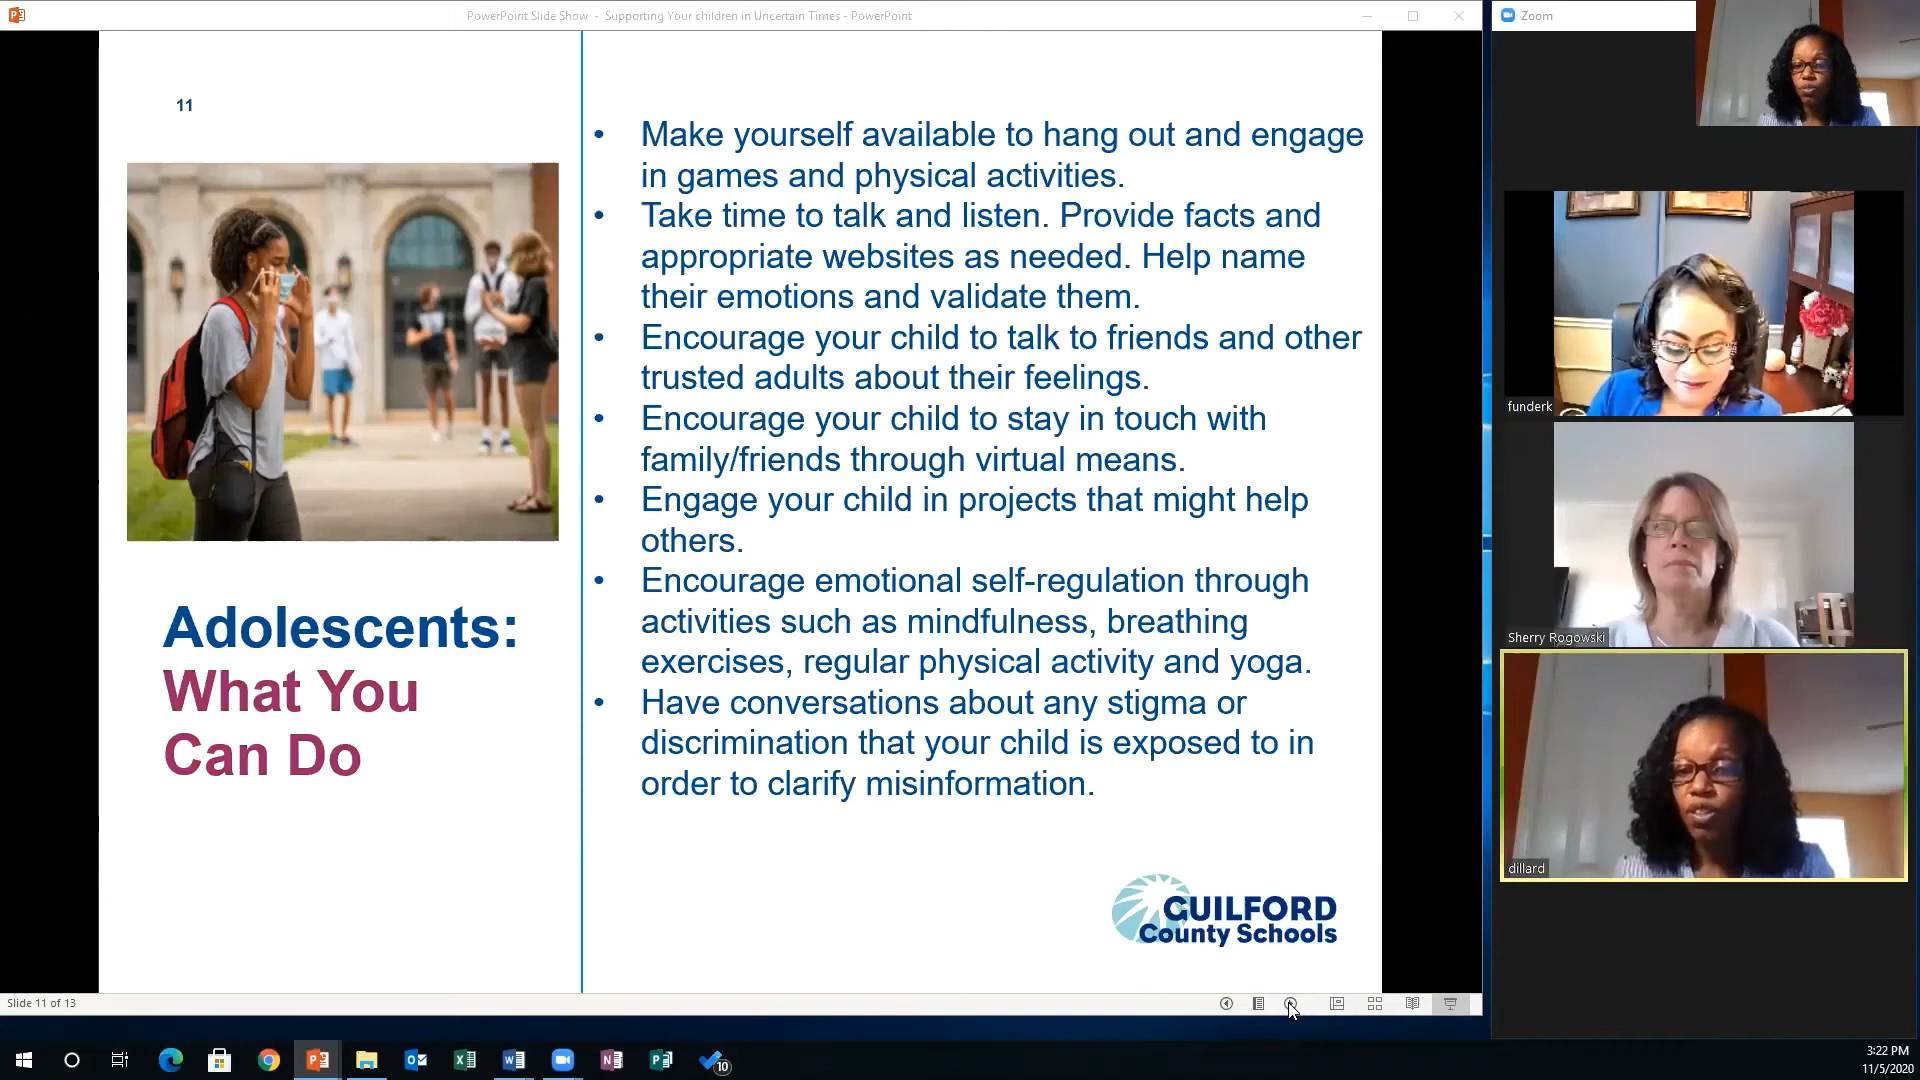 PowerPoint Slide Show - Supporting Your children in Uncertain Times - PowerPoint
Zoom
11
• Make yourself available to hang out and engage
in games and physical activities.
• Take time to talk and listen. Provide facts and
appropriate websites as needed. Help name
their emotions and validate them.
• Encourage your child to talk to friends and other
trusted adults about their feelings.
• Encourage your child to stay in touch with
family/friends through virtual means.
• Engage your child in projects that might help
others.
• Encourage emotional self-regulation through
activities such as mindfulness, breathing
exercises, regular physical activity and yoga.
• Have conversations about any stigma or
discrimination that your child is exposed to in
order to clarify misinformation.
Adolescents:
What You
Can Do
GUILFORD
County Schools
funderk
Sherry Rogowski
dillard
Slide 11 of 13
10
3:22 PM
11/5/2020